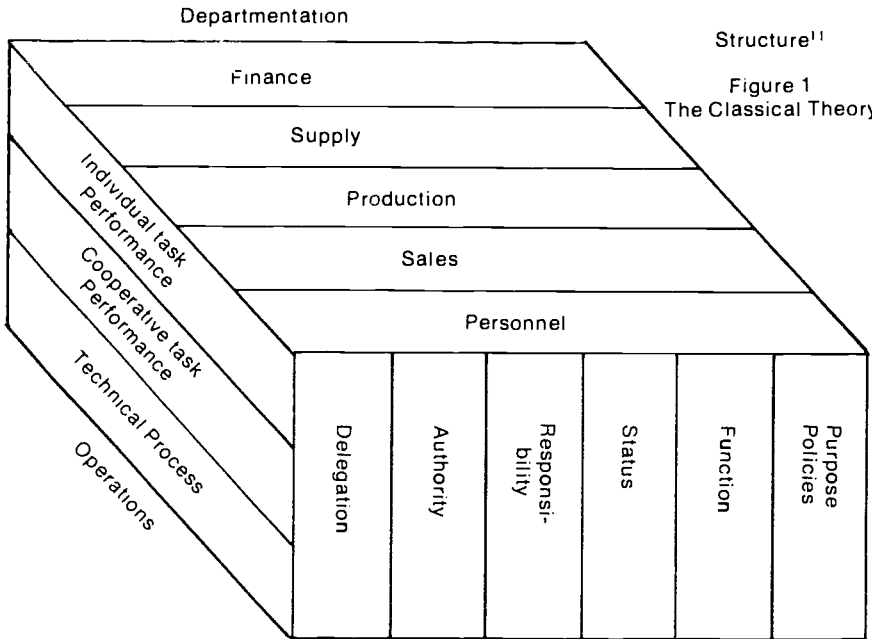 Departmentation
Structure¹¹
Figure 1
The Classical Theory
Finance
Supply
Production
Sales
Personnel
Individual task
Performance
Cooperative task
Performance
Technical Process
Operations
Delegation
Authority
Responsi-
bility
Status
Function
Purpose
Policies